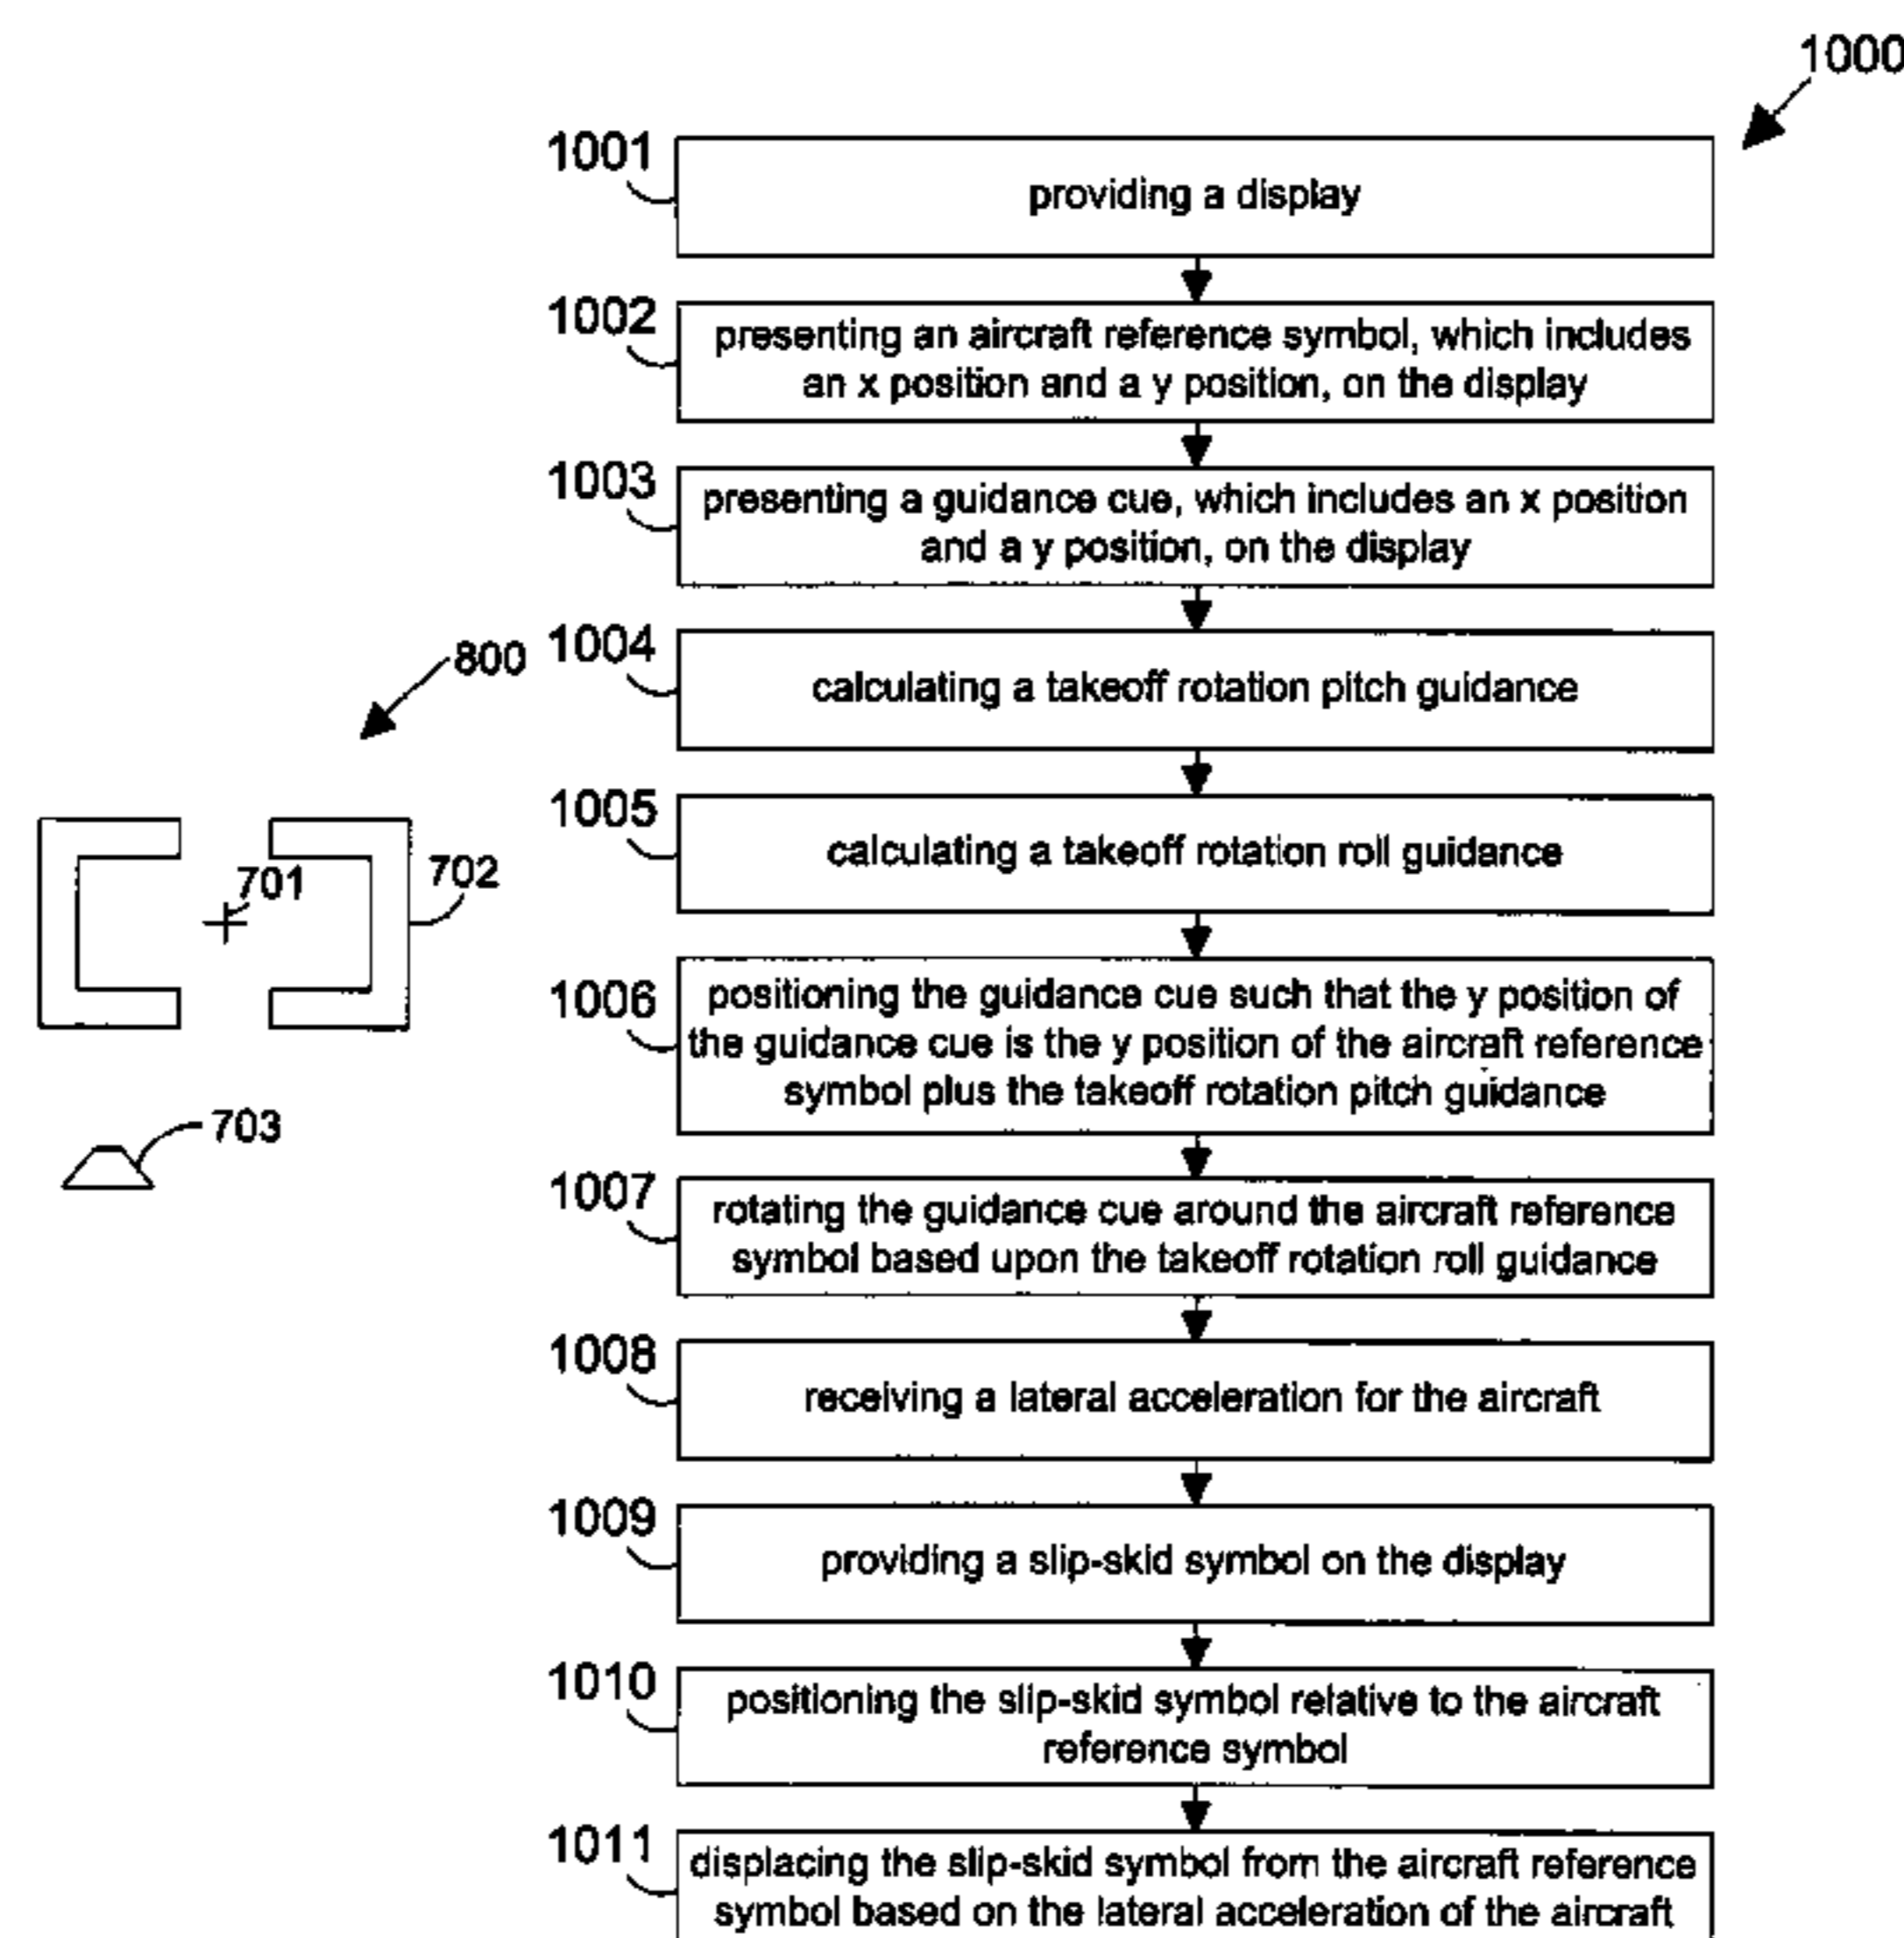 1000
1001
providing a display
1002
presenting an aircraft reference symbol, which includes
an x position and a y position, on the display
1003
presenting a guidance cue, which includes an x position
and a y position, on the display
1004
calculating a takeoff rotation pitch guidance
1005
calculating a takeoff rotation roll guidance
1006
positioning the guidance cue such that the y position of
the guidance cue is the y position of the aircraft reference
symbol plus the takeoff rotation pitch guidance
1007
rotating the guidance cue around the aircraft reference
symbol based upon the takeoff rotation roll guidance
1008
receiving a lateral acceleration for the aircraft
1009
providing a slip-skid symbol on the display
1010
positioning the slip-skid symbol relative to the aircraft
reference symbol
1011
displacing the slip-skid symbol from the aircraft reference
symbol based on the lateral acceleration of the aircraft
800
701
702
703